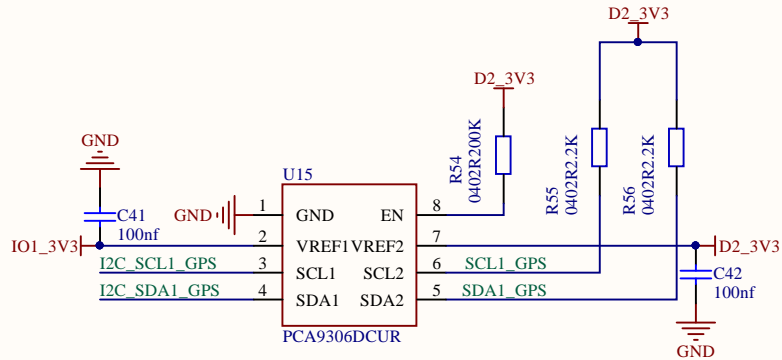 D2_3V3
D2_3V3
GND
R54
0402R200K
R55
0402R2.2K
R56
0402R2.2K
U15
C41
100nf
GND
1
GND
EN
8
IO1_3V3
2
VREF1
VREF2
7
D2_3V3
I2C_SCL1_GPS
3
SCL1
SCL2
6
SCL1_GPS
C42
100nf
I2C_SDA1_GPS
4
SDA1
SDA2
5
SDA1_GPS
PCA9306DCUR
GND